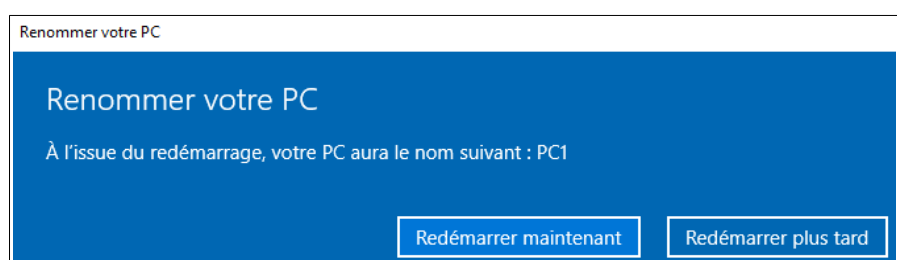 Renommer votre PC
Renommer votre PC
À l'issue du redémarrage, votre PC aura le nom suivant : PC1
Redémarrer maintenant
Redémarrer plus tard